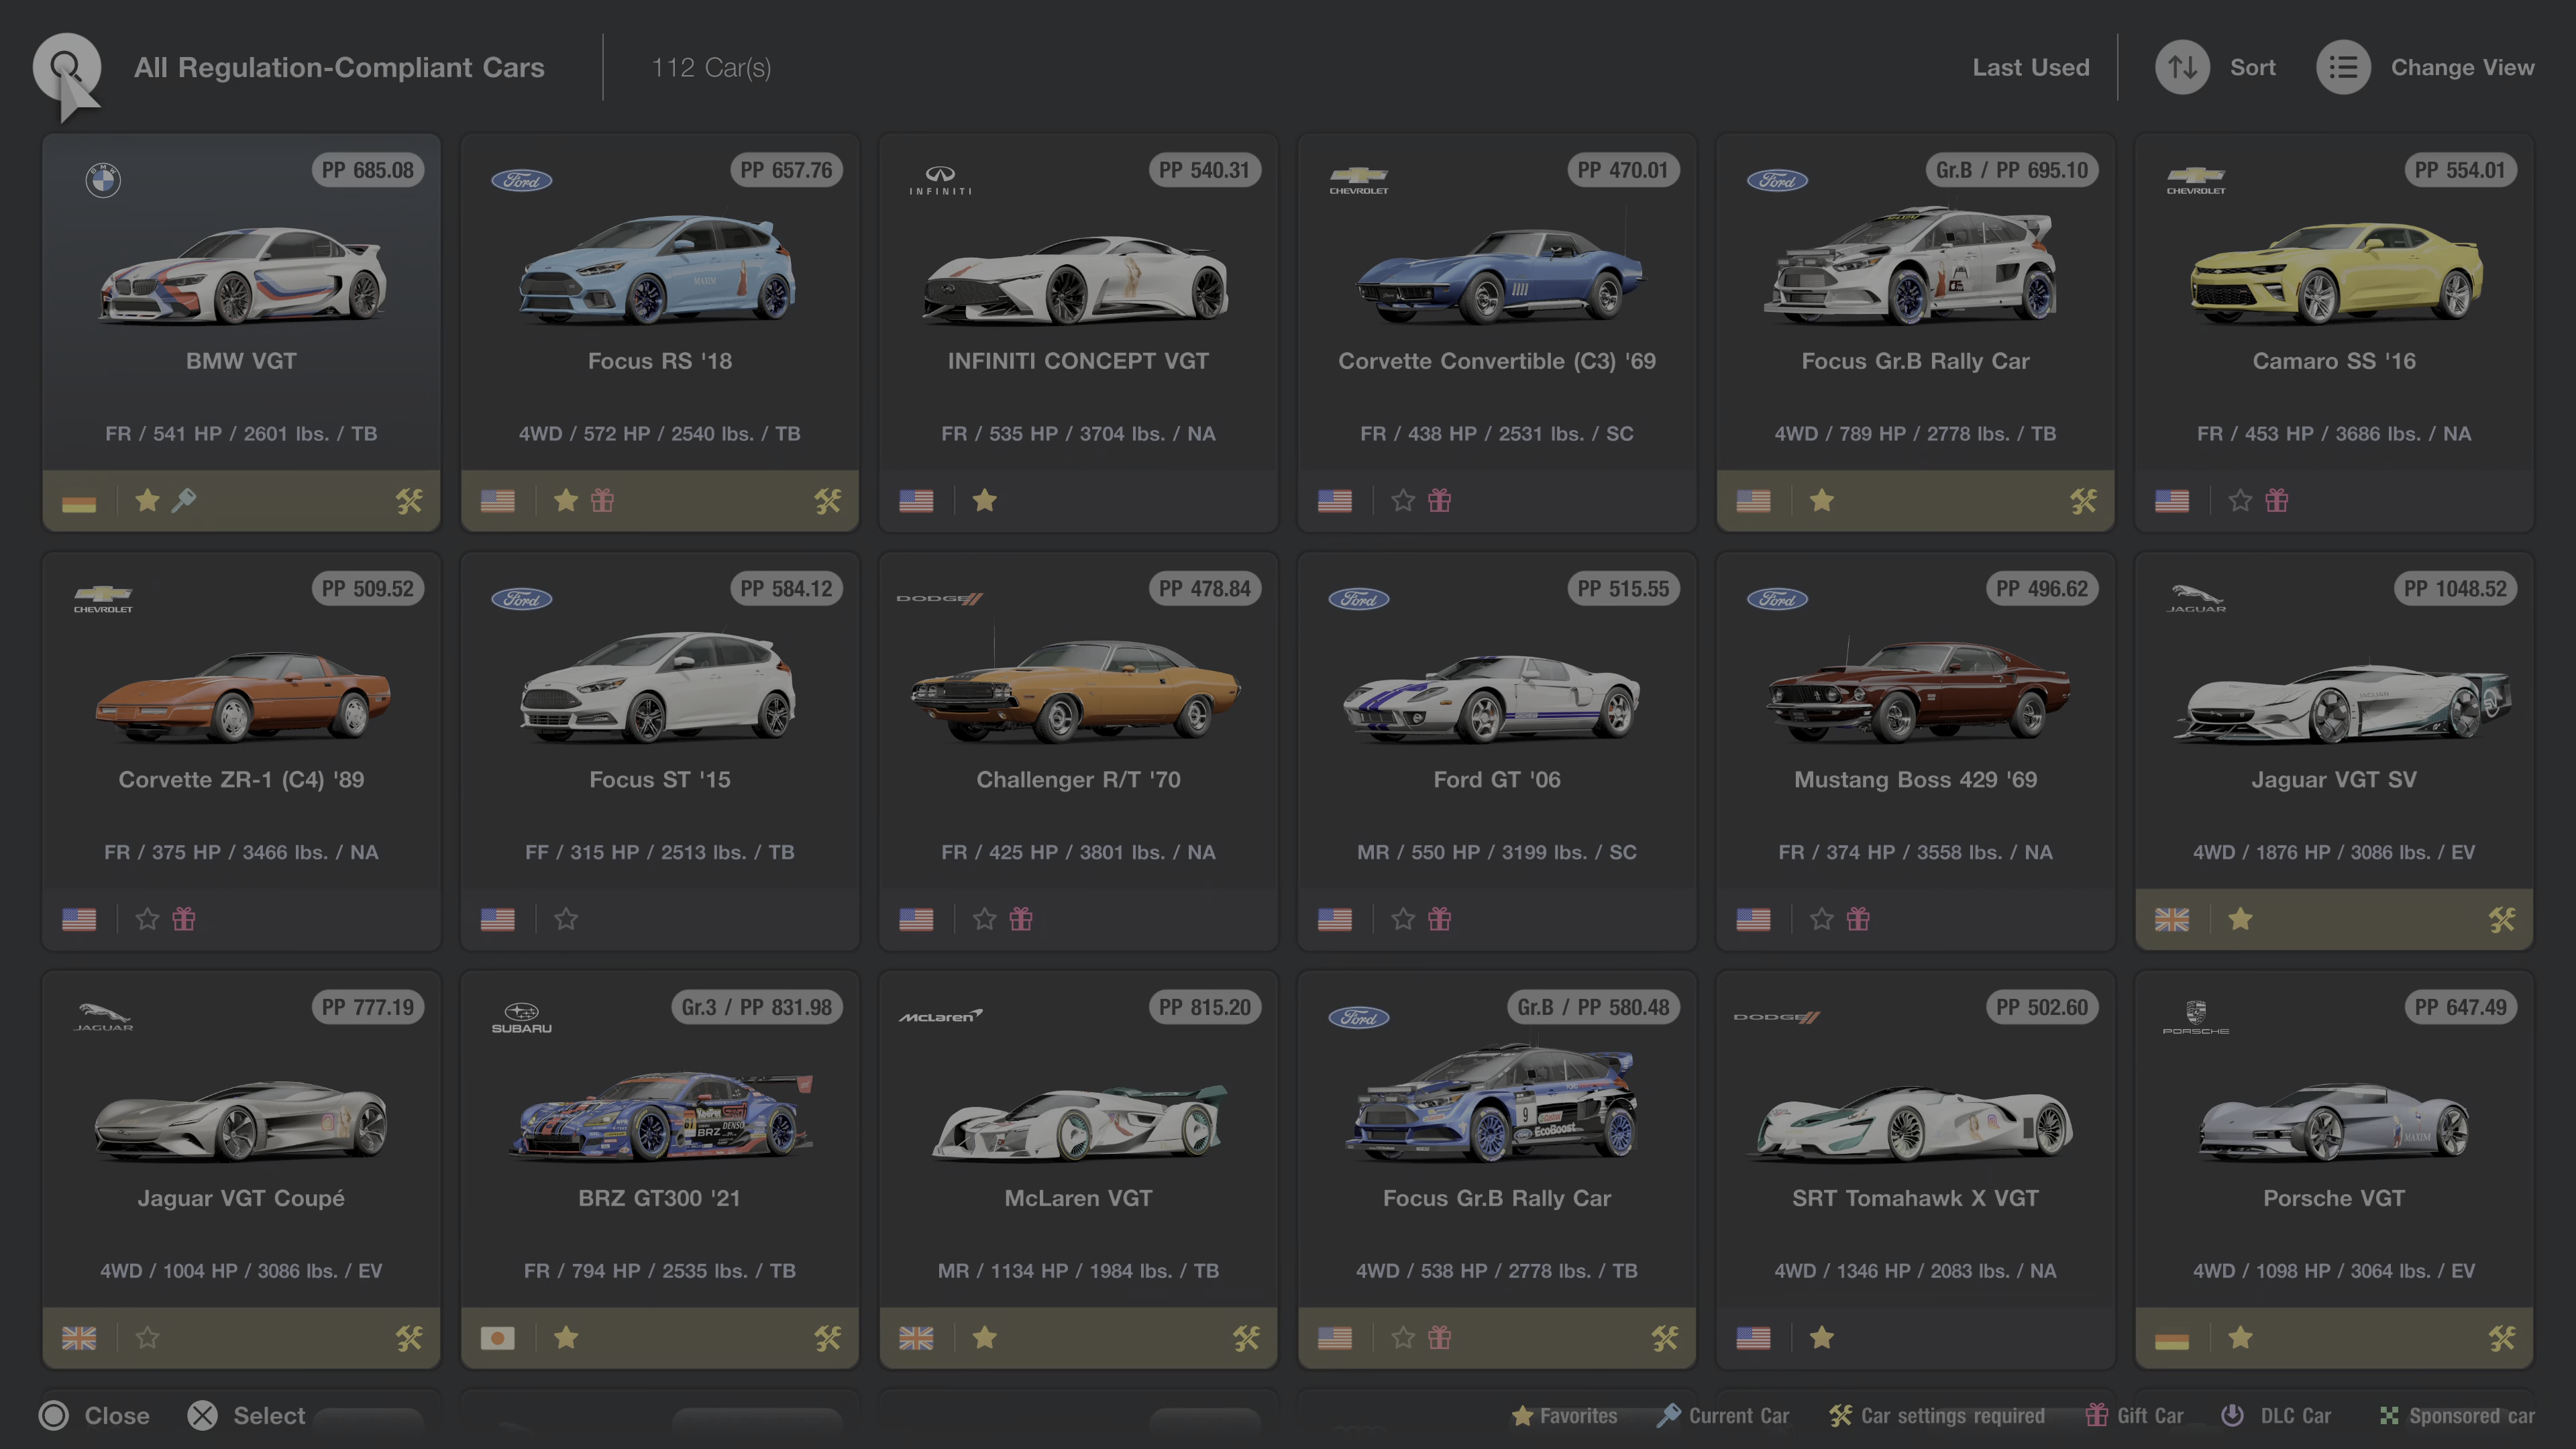 All Regulation-Compliant Cars
112 Car(s)
Last Used
Sort
Change View
PP 685.08
BMW VGT
FR / 541 HP / 2601 lbs. / TB
Ford
PP 657.76
MAXIM
Focus RS '18
4WD / 572 HP / 2540 lbs. / TB
INFINITI
PP 540.31
INFINITI CONCEPT VGT
FR / 535 HP / 3704 lbs. / NA
CHEVROLET
PP 470.01
Corvette Convertible (C3) '69
FR / 438 HP / 2531 lbs. / SC
Ford
Gr.B / PP 695.10
Focus Gr.B Rally Car
4WD / 789 HP / 2778 lbs. / TB
CHEVROLET
PP 554.01
Camaro SS '16
FR / 453 HP / 3686 lbs. / NA
CHEVROLET
PP 509.52
Corvette ZR-1 (C4) '89
FR / 375 HP / 3466 lbs. / NA
Ford
PP 584.12
Focus ST '15
FF / 315 HP / 2513 lbs. / TB
DODGE
PP 478.84
Challenger R/T '70
FR / 425 HP / 3801 lbs. / NA
Ford
PP 515.55
Ford GT '06
MR / 550 HP / 3199 lbs. / SC
Ford
PP 496.62
Mustang Boss 429 '69
FR / 374 HP / 3558 lbs. / NA
JAGUAR
PP 1048.52
JAGUAR
Jaguar VGT SV
4WD / 1876 HP / 3086 lbs. / EV
JAGUAR
PP 777.19
Jaguar VGT Coupé
4WD / 1004 HP / 3086 lbs. / EV
SUBARU
Gr.3 / PP 831.98
BRZ
DENSO
BRZ GT300 '21
FR / 794 HP / 2535 lbs. / TB
McLaren
PP 815.20
McLaren VGT
MR / 1134 HP / 1984 lbs. / TB
Ford
Gr.B / PP 580.48
9
EcoBoost
Focus Gr.B Rally Car
4WD / 538 HP / 2778 lbs. / TB
DODGE
PP 502.60
SRT Tomahawk X VGT
4WD / 1346 HP / 2083 lbs. / NA
PORSCHE
PP 647.49
MAXIM
Porsche VGT
4WD / 1098 HP / 3064 lbs. / EV
Close
Select
Favorites
Current Car
Car settings required
Gift Car
DLC Car
Sponsored car